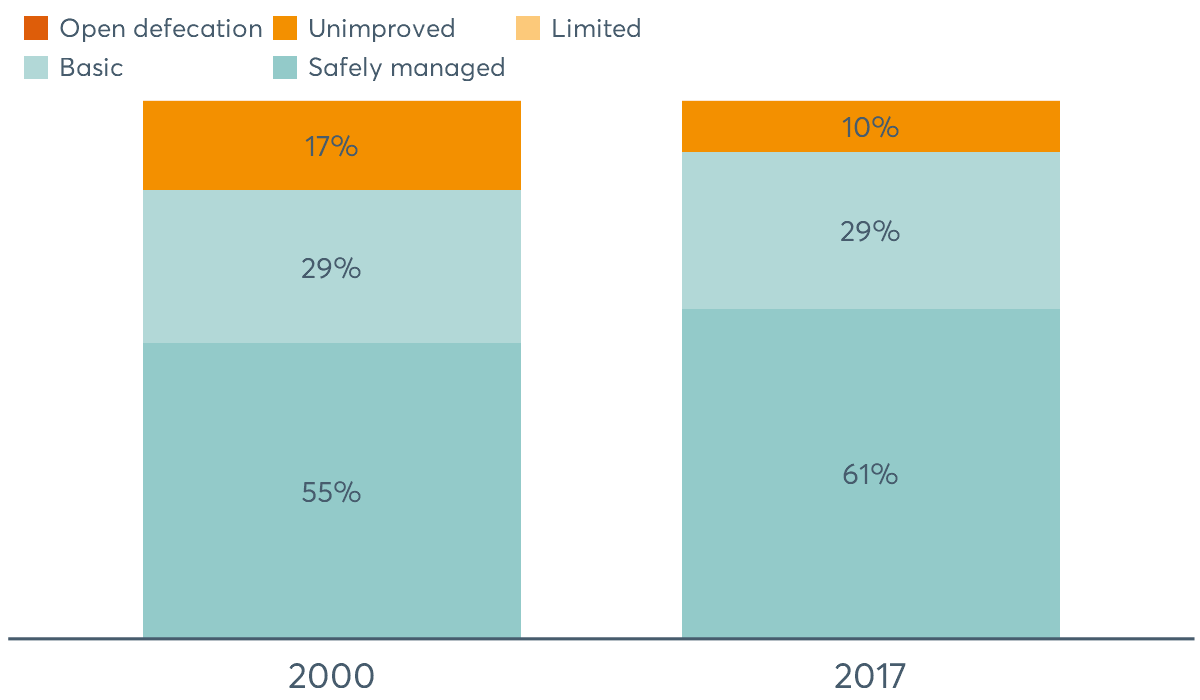 Open defecation Unimproved Limited
Basic Safely managed
17% 10%
29% 29%
55% 61%
2000 2017